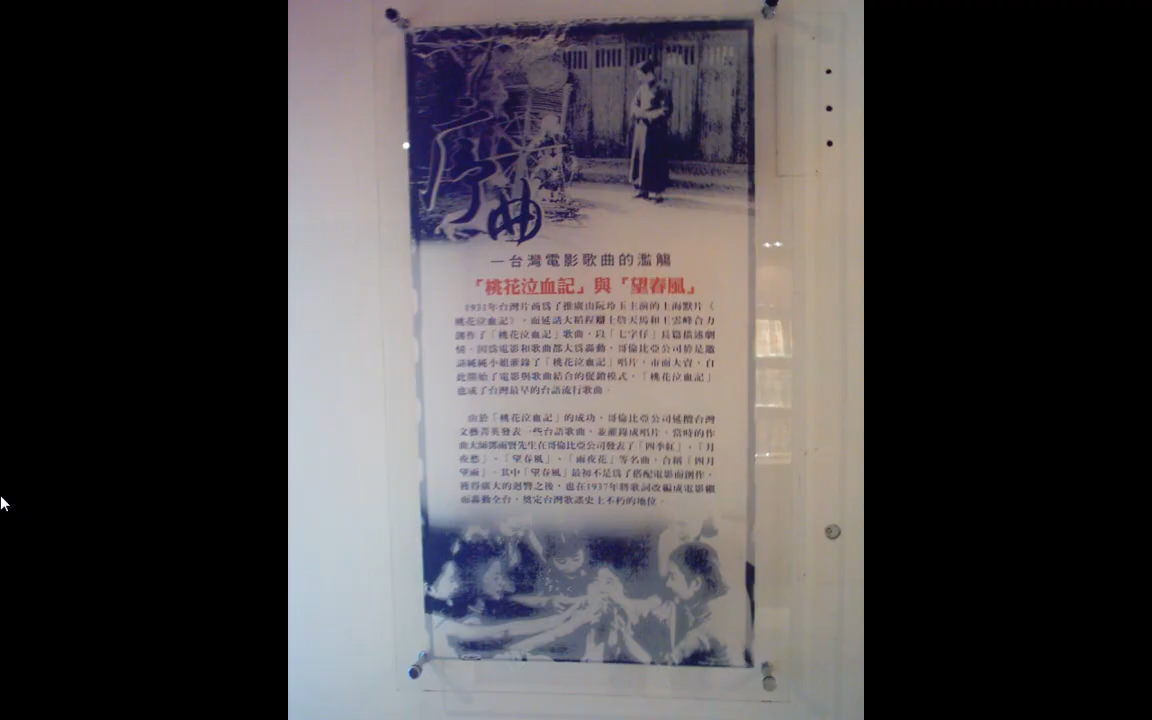 序曲
—台灣電影歌曲的濫觴
『桃花泣血記』與『望春風』
1931年台灣片商為了推廣由阮玲玉主演的上海默片《
桃花泣血記》，而延請大稻埕辯士詹天馬和王雲峰合力
創作了「桃花泣血記」歌曲，以「七字仔」長篇描述劇
情。因為電影和歌曲都大為轟動，哥倫比亞公司於是邀
請純純小姐灌錄了「桃花泣血記」唱片，市面大賣，自
此開始了電影與歌曲結合的促銷模式，「桃花泣血記」
也成了台灣最早的台語流行歌曲。
由於「桃花泣血記」的成功，哥倫比亞公司延攬台灣
文藝菁英發表一些台語歌曲，並灌錄成唱片。當時的作
曲大師鄧雨賢先生在哥倫比亞公司發表了「四季紅」、「月
夜愁」、「望春風」、「雨夜花」等名曲，合稱「四月
望雨」。其中「望春風」最初不是為了搭配電影而創作，
獲得廣大的迴響之後，也在1937年將歌詞改編成電影續
而轟動全台，奠定台灣歌謠史上不朽的地位。